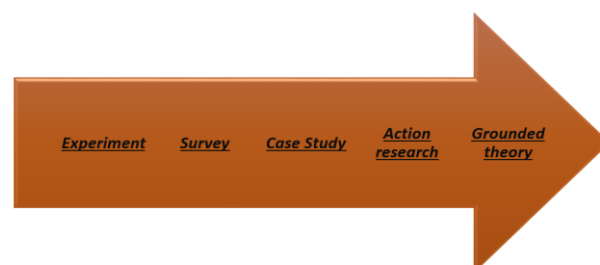 Experiment
Survey
Case Study
Action
research
Grounded
theory